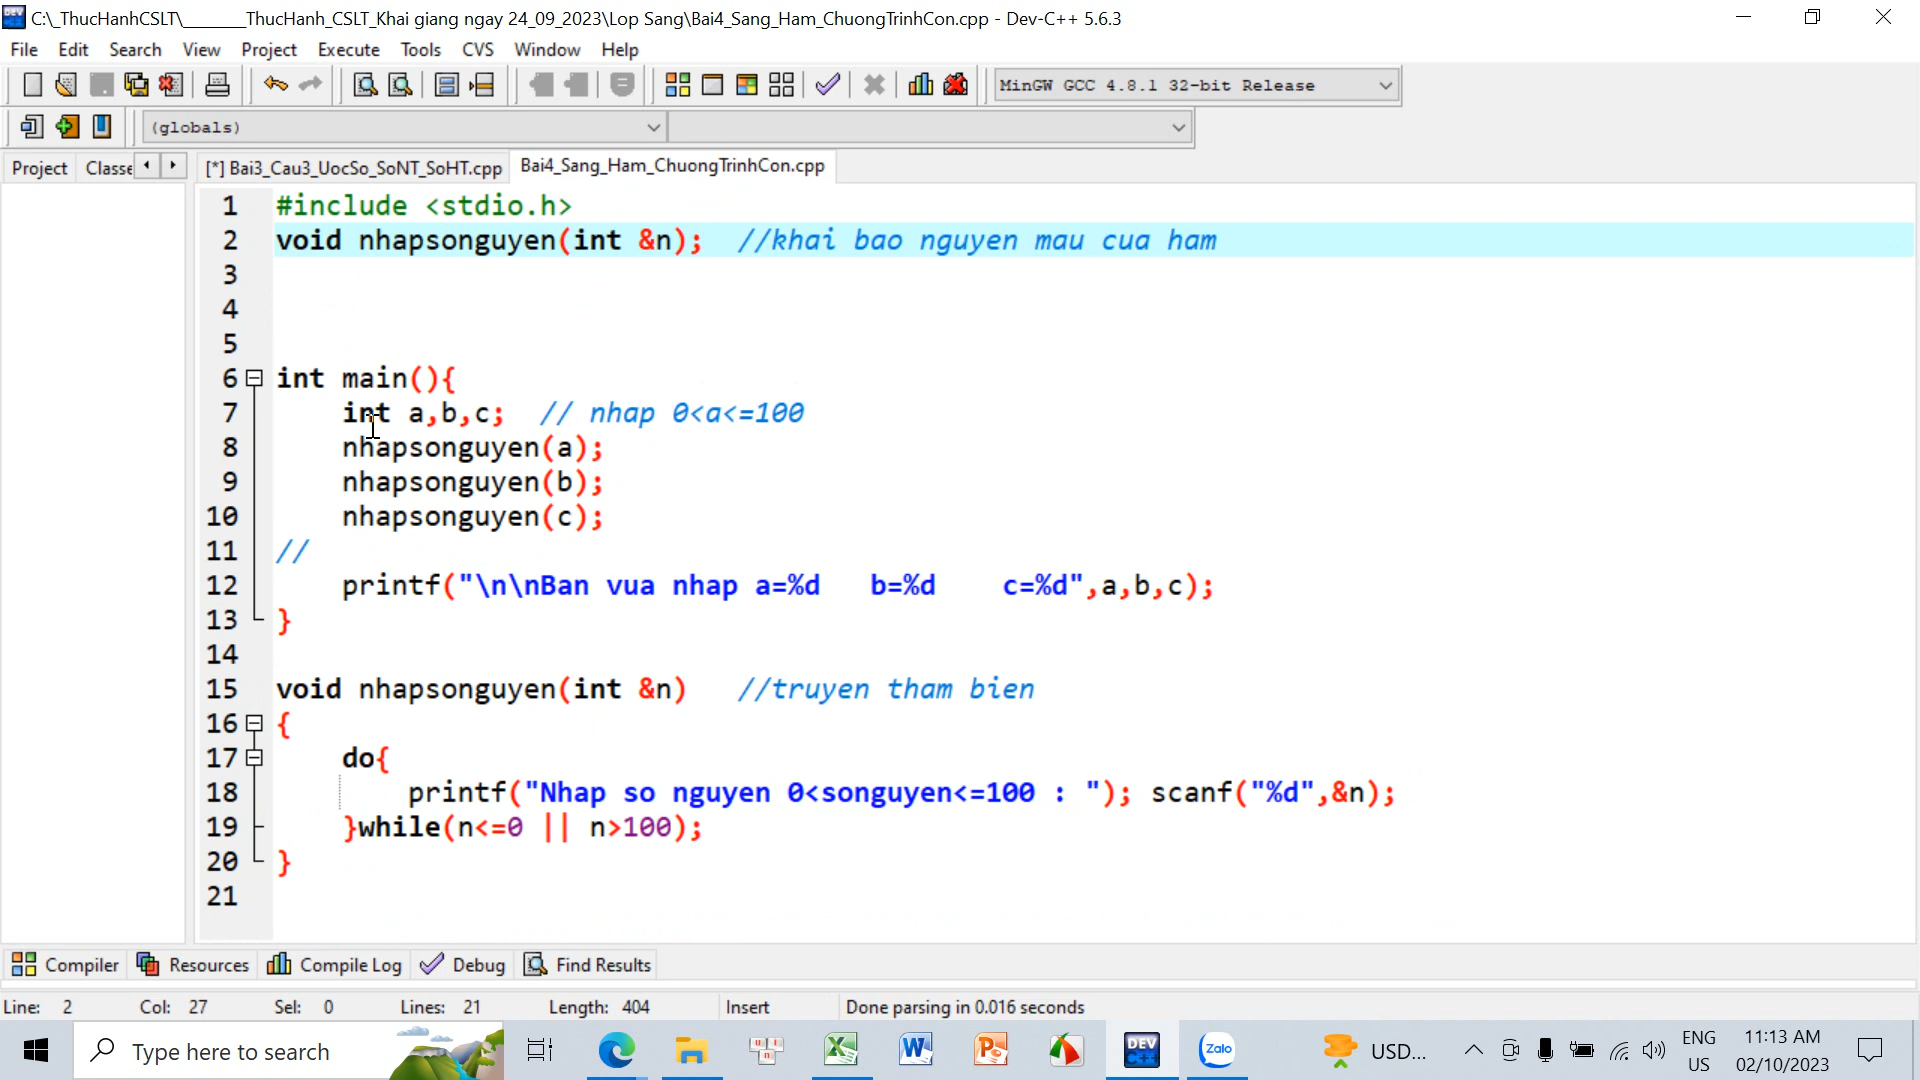 C:\_ThucHanhCSLT\_______ThucHanh_CSLT_Khai giang ngay 24_09_2023\Lop Sang\Bai4_Sang_Ham_ChuongTrinhCon.cpp - Dev-C++ 5.6.3
File Edit Search View Project Execute Tools CVS Window Help
MinGW GCC 4.8.1 32-bit Release
(globals)
Project Classe [*] Bai3_Cau3_UocSo_SoNT_SoHT.cpp Bai4_Sang_Ham_ChuongTrinhCon.cpp
1 #include <stdio.h>
2 void nhapsonguyen(int &n); //khai bao nguyen mau cua ham
3
4
5
6 int main(){
7 int a,b,c; // nhap 0<a<=100
8 nhapsonguyen(a);
9 nhapsonguyen(b);
10 nhapsonguyen(c);
11 //
12 printf("\n\nBan vua nhap a=%d b=%d c=%d",a,b,c);
13 }
14
15 void nhapsonguyen(int &n) //truyen tham bien
16 {
17 do{
18 printf("Nhap so nguyen 0<songuyen<=100 : "); scanf("%d",&n);
19 }while(n<=0 || n>100);
20 }
21
Compiler Resources Compile Log Debug Find Results
Line: 2 Col: 27 Sel: 0 Lines: 21 Length: 404 Insert Done parsing in 0.016 seconds
Type here to search DEV Zalo USD... ENG 11:13 AM
US 02/10/2023